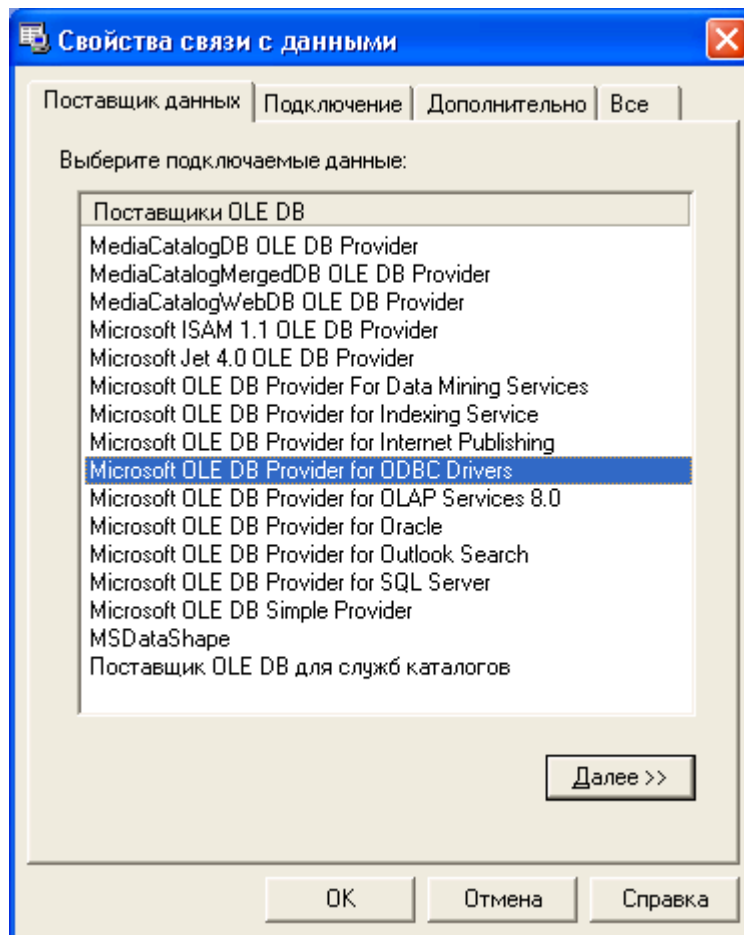 Свойства связи с данными
Поставщик данных Подключение Дополнительно Все
Выберите подключаемые данные:
Поставщики OLE DB
MediaCatalogDB OLE DB Provider
MediaCatalogMergedDB OLE DB Provider
MediaCatalogWebDB OLE DB Provider
Microsoft ISAM 1.1 OLE DB Provider
Microsoft Jet 4.0 OLE DB Provider
Microsoft OLE DB Provider For Data Mining Services
Microsoft OLE DB Provider for Indexing Service
Microsoft OLE DB Provider for Internet Publishing
Microsoft OLE DB Provider for ODBC Drivers
Microsoft OLE DB Provider for OLAP Services 8.0
Microsoft OLE DB Provider for Oracle
Microsoft OLE DB Provider for Outlook Search
Microsoft OLE DB Provider for SQL Server
Microsoft OLE DB Simple Provider
MSDataShape
Поставщик OLE DB для служб каталогов
Далее >>
OK Отмена Справка